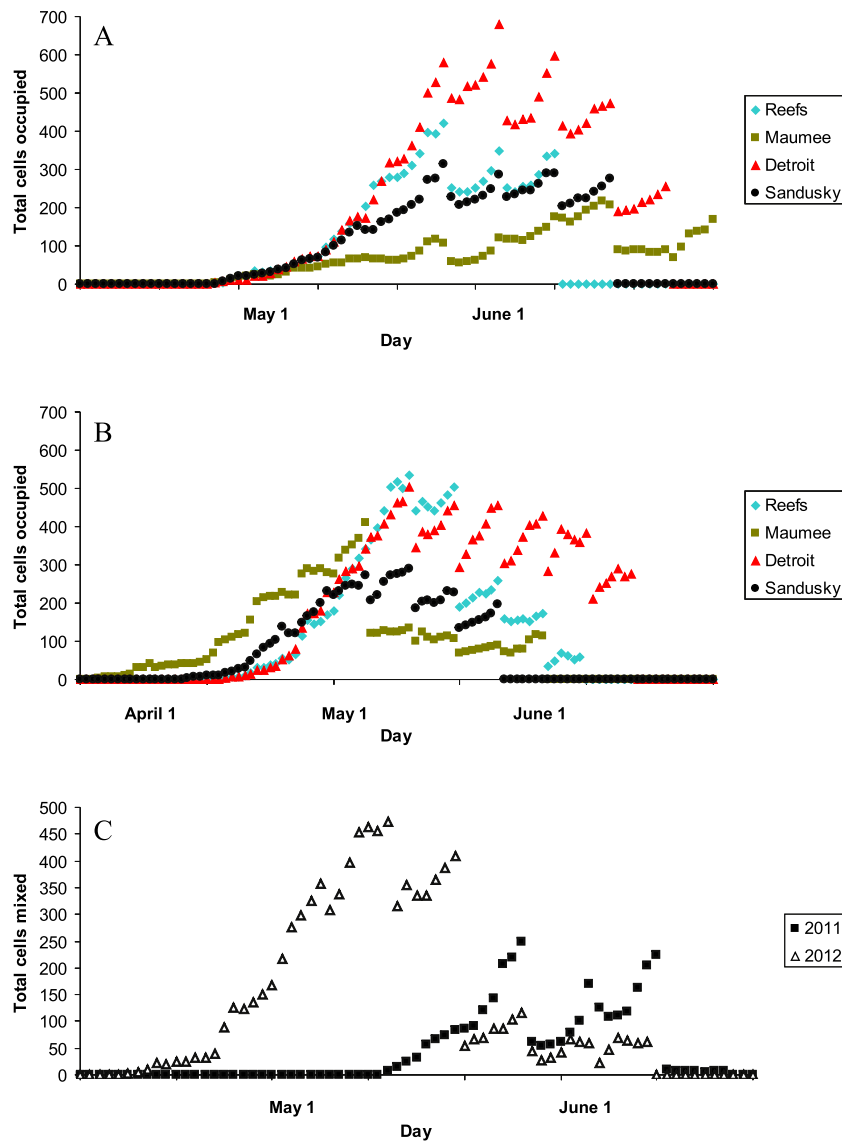 A
Total cells occupied
700
600
500
400
300
200
100
0
May 1
June 1
Day
Reefs
Maumee
Detroit
Sandusky
B
Total cells occupied
700
600
500
400
300
200
100
0
April 1
May 1
June 1
Day
Reefs
Maumee
Detroit
Sandusky
C
Total cells mixed
500
450
400
350
300
250
200
150
100
50
0
May 1
June 1
Day
2011
2012